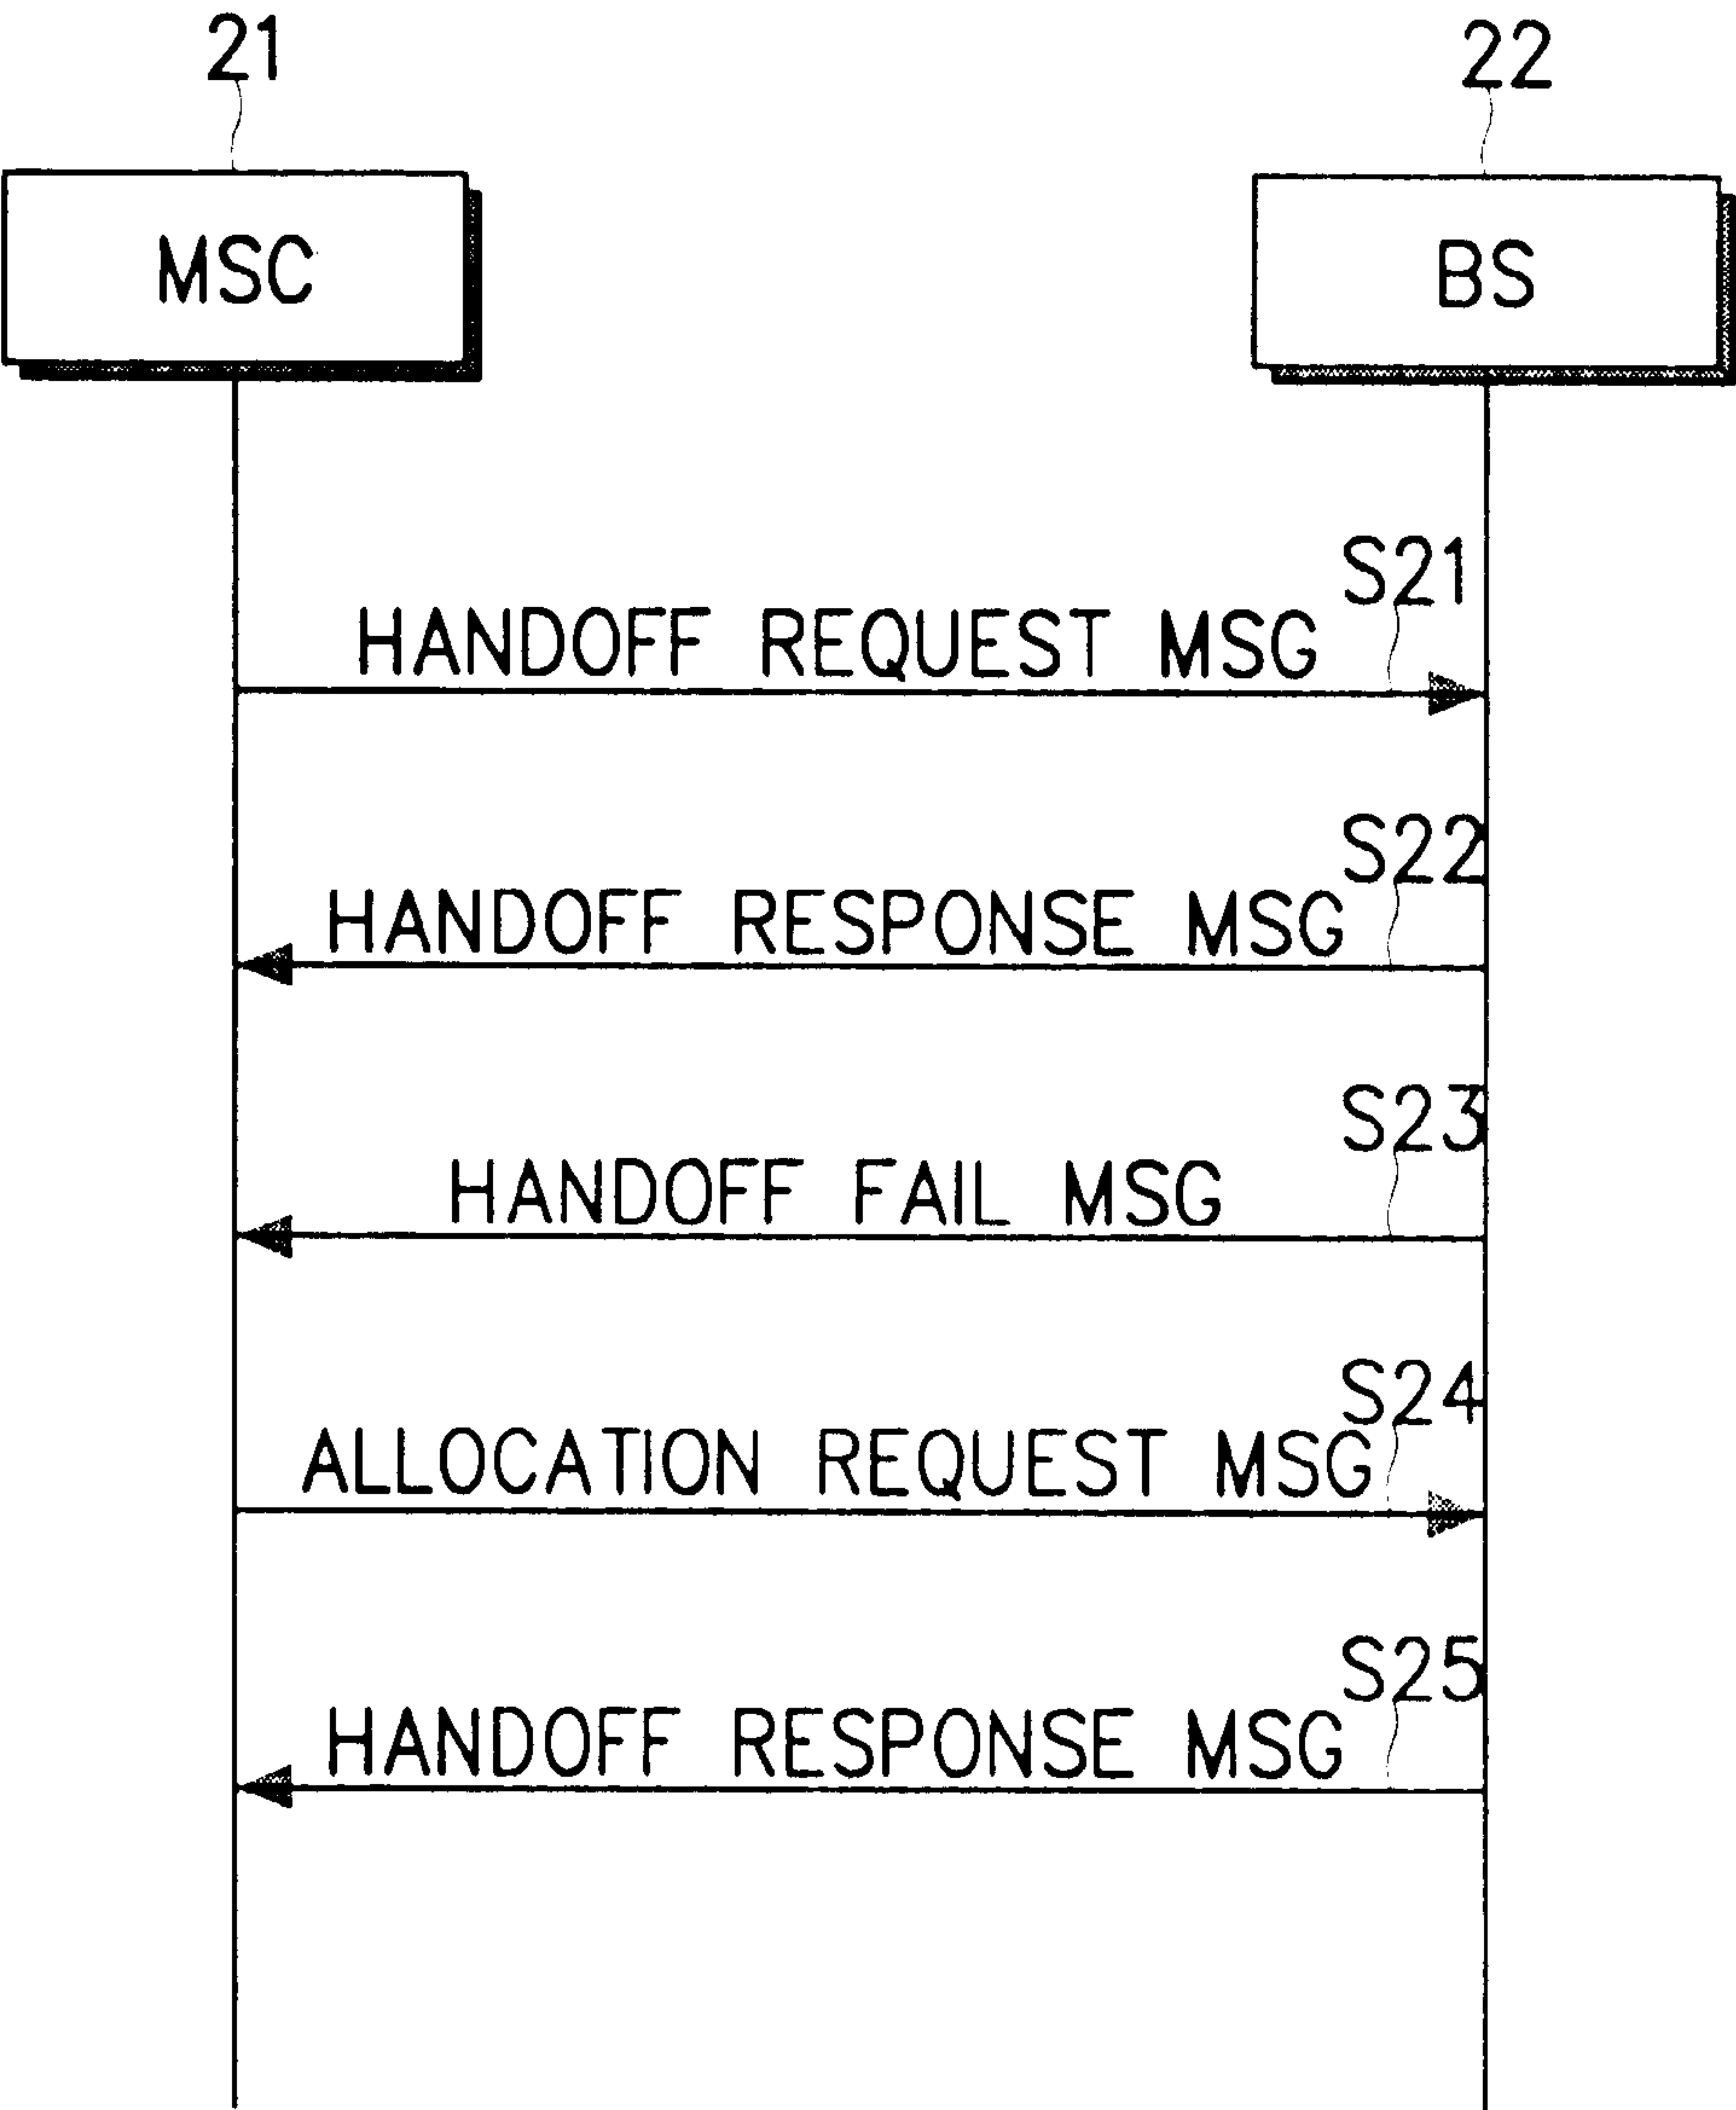 21
22
MSC
BS
S21
HANDOFF REQUEST MSG
S22
HANDOFF RESPONSE MSG
S23
HANDOFF FAIL MSG
S24
ALLOCATION REQUEST MSG
S25
HANDOFF RESPONSE MSG